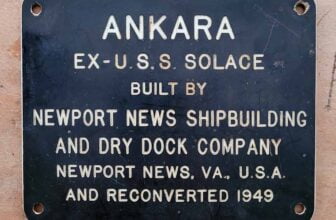 ANKARA
EX-U.S.S. SOLACE
BUILT BY
NEWPORT NEWS SHIPBUILDING
AND DRY DOCK COMPANY
NEWPORT NEWS, VA., U.S.A.
AND RECONVERTED 1949